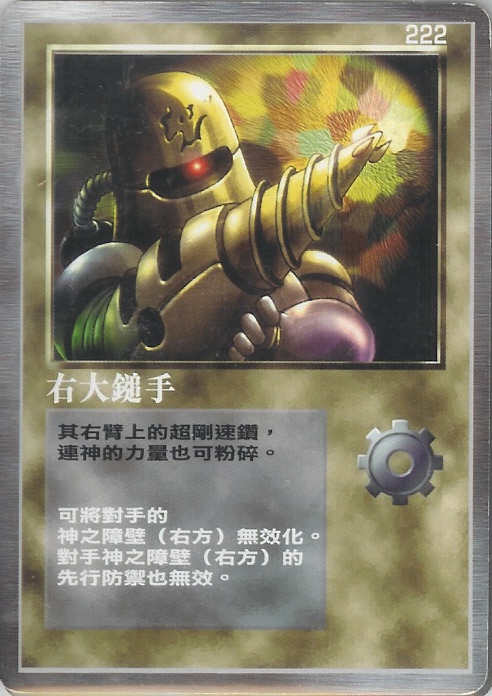 222
右大鎚手
其右臂上的超剛速鑽，
連神的力量也可粉碎。
可將對手的
神之障壁（右方）無效化。
對手神之障壁（右方）的
先行防禦也無效。